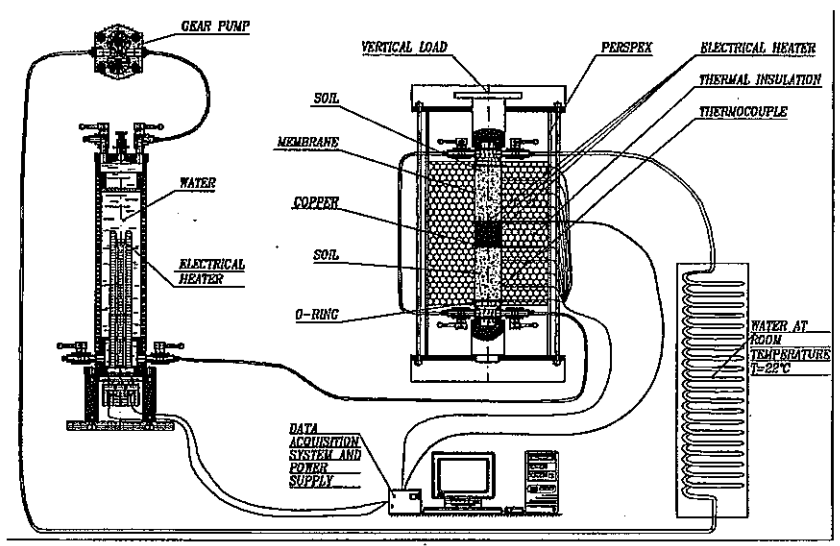 GEAR PUMP
VERTICAL LOAD
PERSPEX
ELECTRICAL HEATER
SOIL
THERMAL INSULATION
THERMOCOUPLE
MEMBRANE
WATER
COPPER
SOIL
ELECTRICAL
HEATER
O-RING
WATER AT
ROOM
TEMPERATURE
T=22°C
DATA
ACQUISITION
SYSTEM AND
POWER
SUPPLY